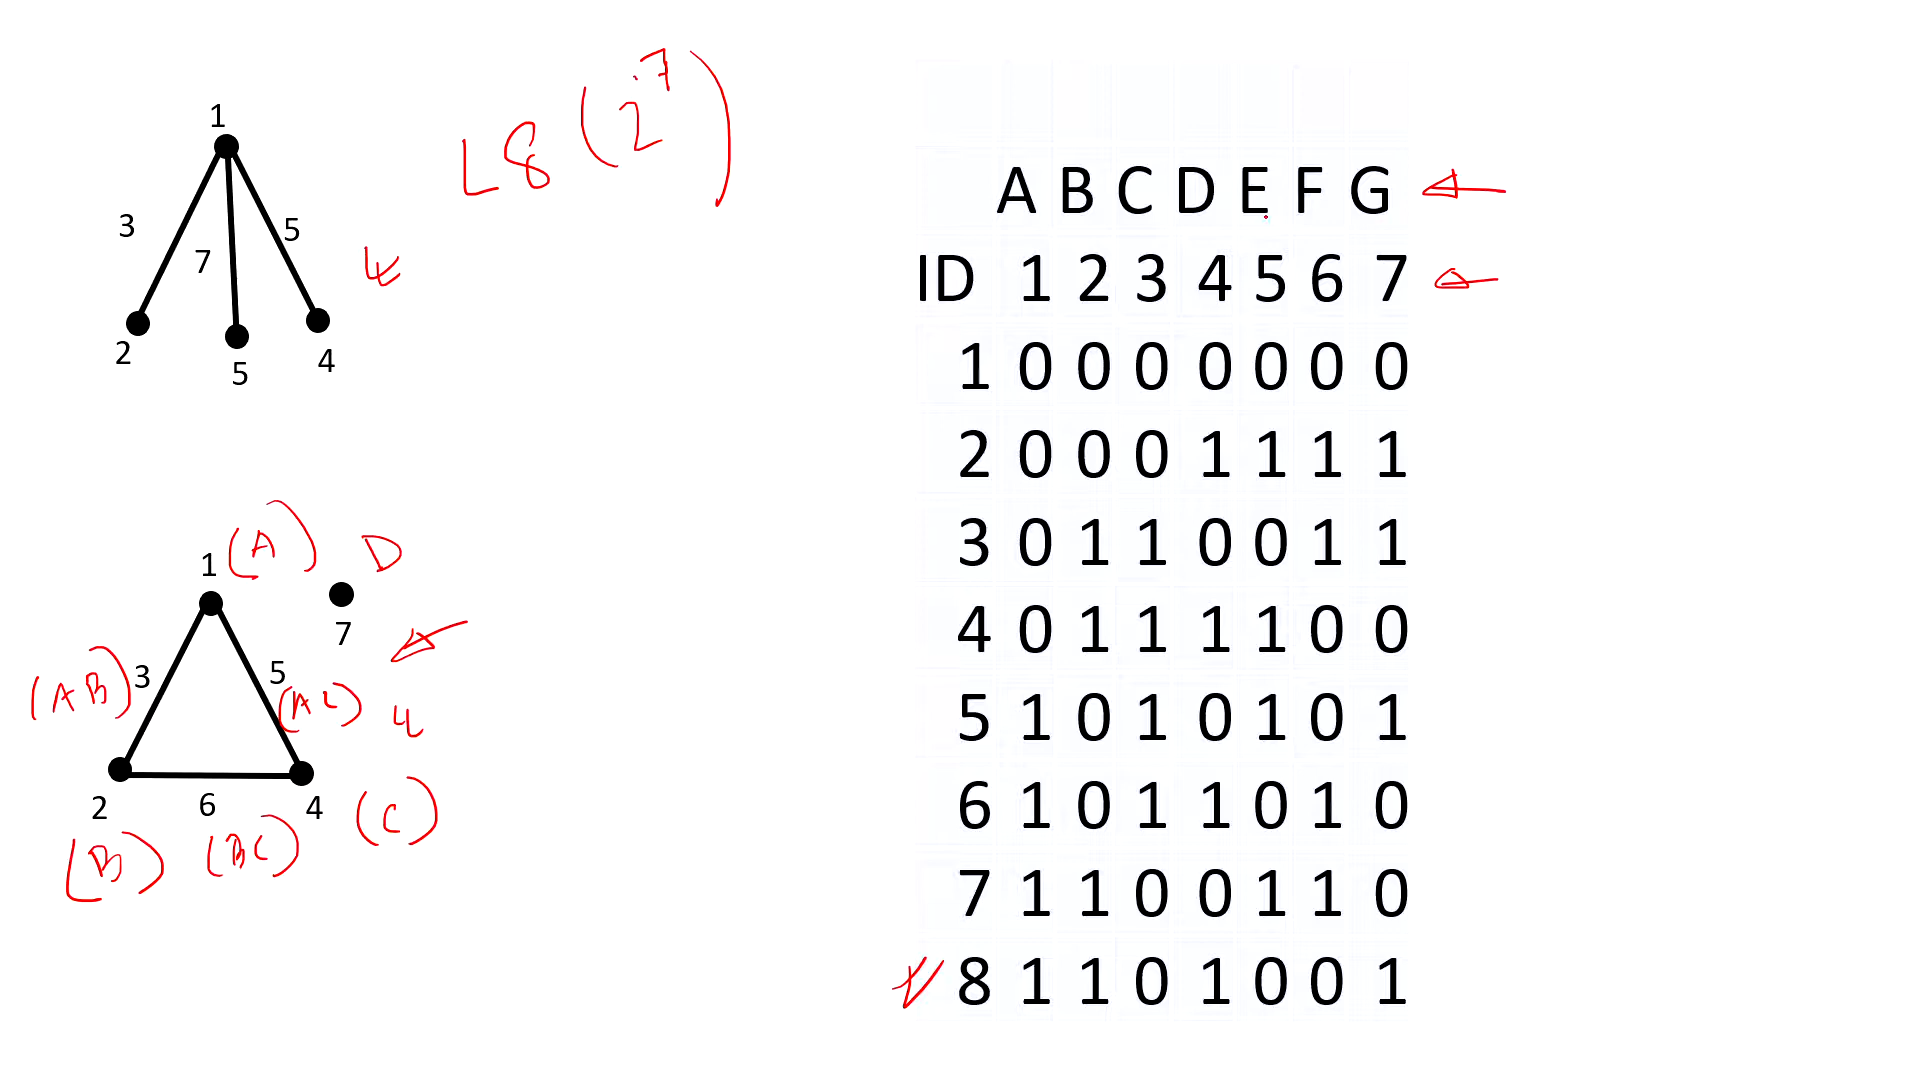 L8 (2^7)
1
3
7
5
4
2
5
4
1
(A)
D
7
(AB)
3
5
(AC)
4
2
6
4
(C)
(B)
(BC)
A B C D E F G
ID 1 2 3 4 5 6 7
1 0 0 0 0 0 0 0
2 0 0 0 1 1 1 1
3 0 1 1 0 0 1 1
4 0 1 1 1 1 0 0
5 1 0 1 0 1 0 1
6 1 0 1 1 0 1 0
7 1 1 0 0 1 1 0
8 1 1 0 1 0 0 1